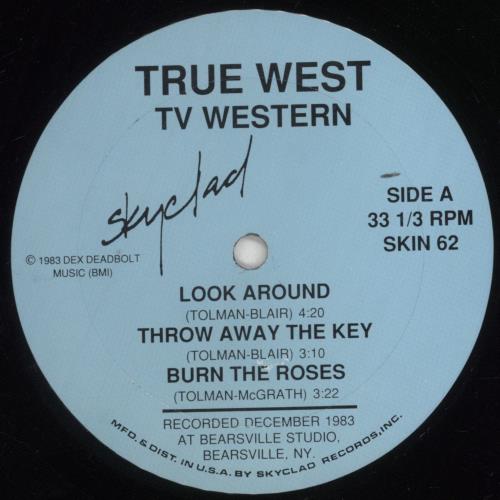 TRUE WEST
TV WESTERN
skyclad
SIDE A
33 1/3 RPM
SKIN 62
© 1983 DEX DEADBOLT
MUSIC (BMI)
LOOK AROUND
(TOLMAN-BLAIR) 4:20
THROW AWAY THE KEY
(TOLMAN-BLAIR) 3:10
BURN THE ROSES
(TOLMAN-McGRATH) 3:22
RECORDED DECEMBER 1983
AT BEARSVILLE STUDIO,
BEARSVILLE, NY.
MFD. & DIST. IN U.S.A. BY SKYCLAD RECORDS, INC.